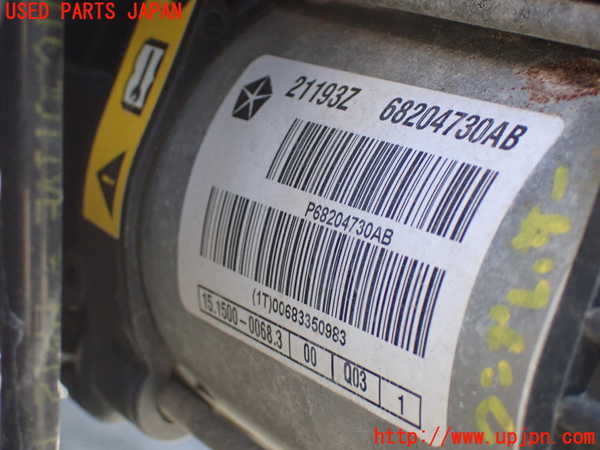 USED PARTS JAPAN
21193Z 68204730AB
P68204730AB
(1T)00683350983
15.1500-0068.3 00 Q03 1
http://www.upjpn.com